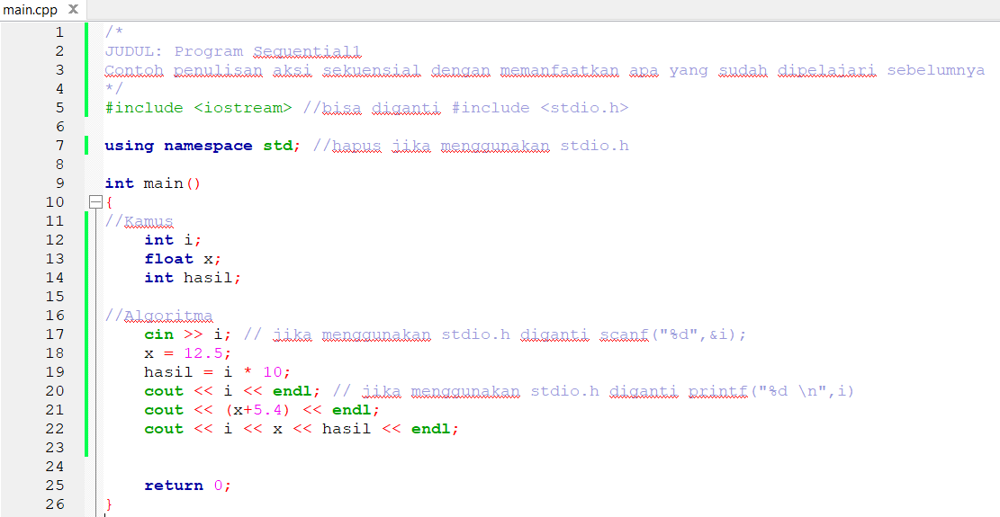 main.cpp X
1 /*
2 JUDUL: Program Sequential1
3 Contoh penulisan aksi sekuensial dengan memanfaatkan apa yang sudah dipelajari sebelumnya
4 */
5 #include <iostream> //bisa diganti #include <stdio.h>
6
7 using namespace std; //hapus jika menggunakan stdio.h
8
9 int main()
10 {
11 //Kamus
12     int i;
13     float x;
14     int hasil;
15
16 //Algoritma
17     cin >> i; // jika menggunakan stdio.h diganti scanf("%d",&i);
18     x = 12.5;
19     hasil = i * 10;
20     cout << i << endl; // jika menggunakan stdio.h diganti printf("%d \n",i)
21     cout << (x+5.4) << endl;
22     cout << i << x << hasil << endl;
23
24
25     return 0;
26 }